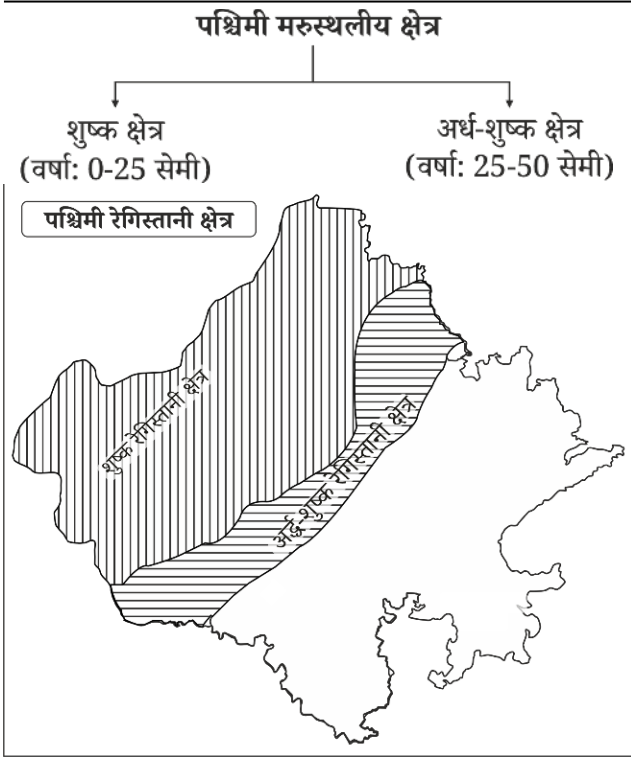 पश्चिमी मरुस्थलीय क्षेत्र
शुष्क क्षेत्र
(वर्षा: 0-25 सेमी)
अर्ध-शुष्क क्षेत्र
(वर्षा: 25-50 सेमी)
पश्चिमी रेगिस्तानी क्षेत्र
शुष्क रेगिस्तानी क्षेत्र
अर्द्ध-शुष्क रेगिस्तानी क्षेत्र